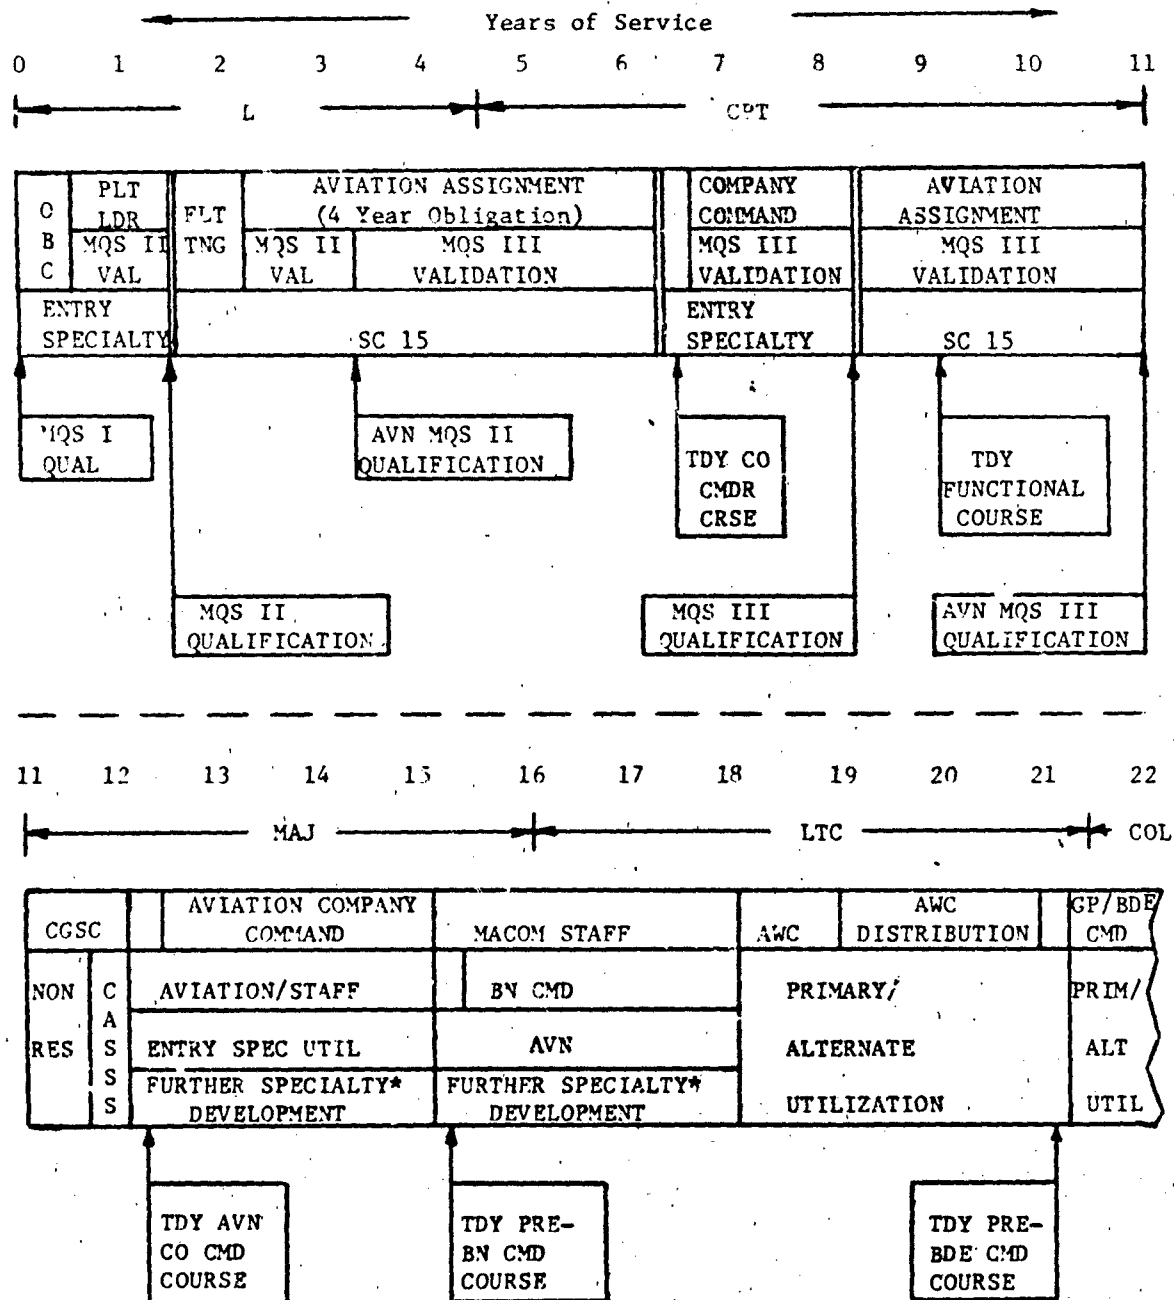 Years of Service
0 1 2 3 4 5 6 7 8 9 10 11
L CPT
OBC
PLT
LDR
MQS II
VAL
FLT
TNG
AVIATION ASSIGNMENT
(4 Year Obligation)
MQS II
VAL
MQS III
VALIDATION
COMPANY
COMMAND
MQS III
VALIDATION
AVIATION
ASSIGNMENT
MQS III
VALIDATION
ENTRY
SPECIALTY
SC 15
ENTRY
SPECIALTY
SC 15
MQS I
QUAL
AVN MQS II
QUALIFICATION
TDY CO
CMDR
CRSE
TDY
FUNCTIONAL
COURSE
MQS II
QUALIFICATION
MQS III
QUALIFICATION
AVN MQS III
QUALIFICATION
11 12 13 14 15 16 17 18 19 20 21 22
MAJ LTC COL
CGSC
AVIATION COMPANY
COMMAND
MACOM STAFF
AWC
AWC
DISTRIBUTION
GP/BDE
CMD
NON
RES
CASSS
AVIATION/STAFF
ENTRY SPEC UTIL
FURTHER SPECIALTY*
DEVELOPMENT
BN CMD
AVN
FURTHER SPECIALTY*
DEVELOPMENT
PRIMARY/
ALTERNATE
UTILIZATION
PRIM/
ALT
UTIL
TDY AVN
CO CMD
COURSE
TDY PRE-
BN CMD
COURSE
TDY PRE-
BDE CMD
COURSE